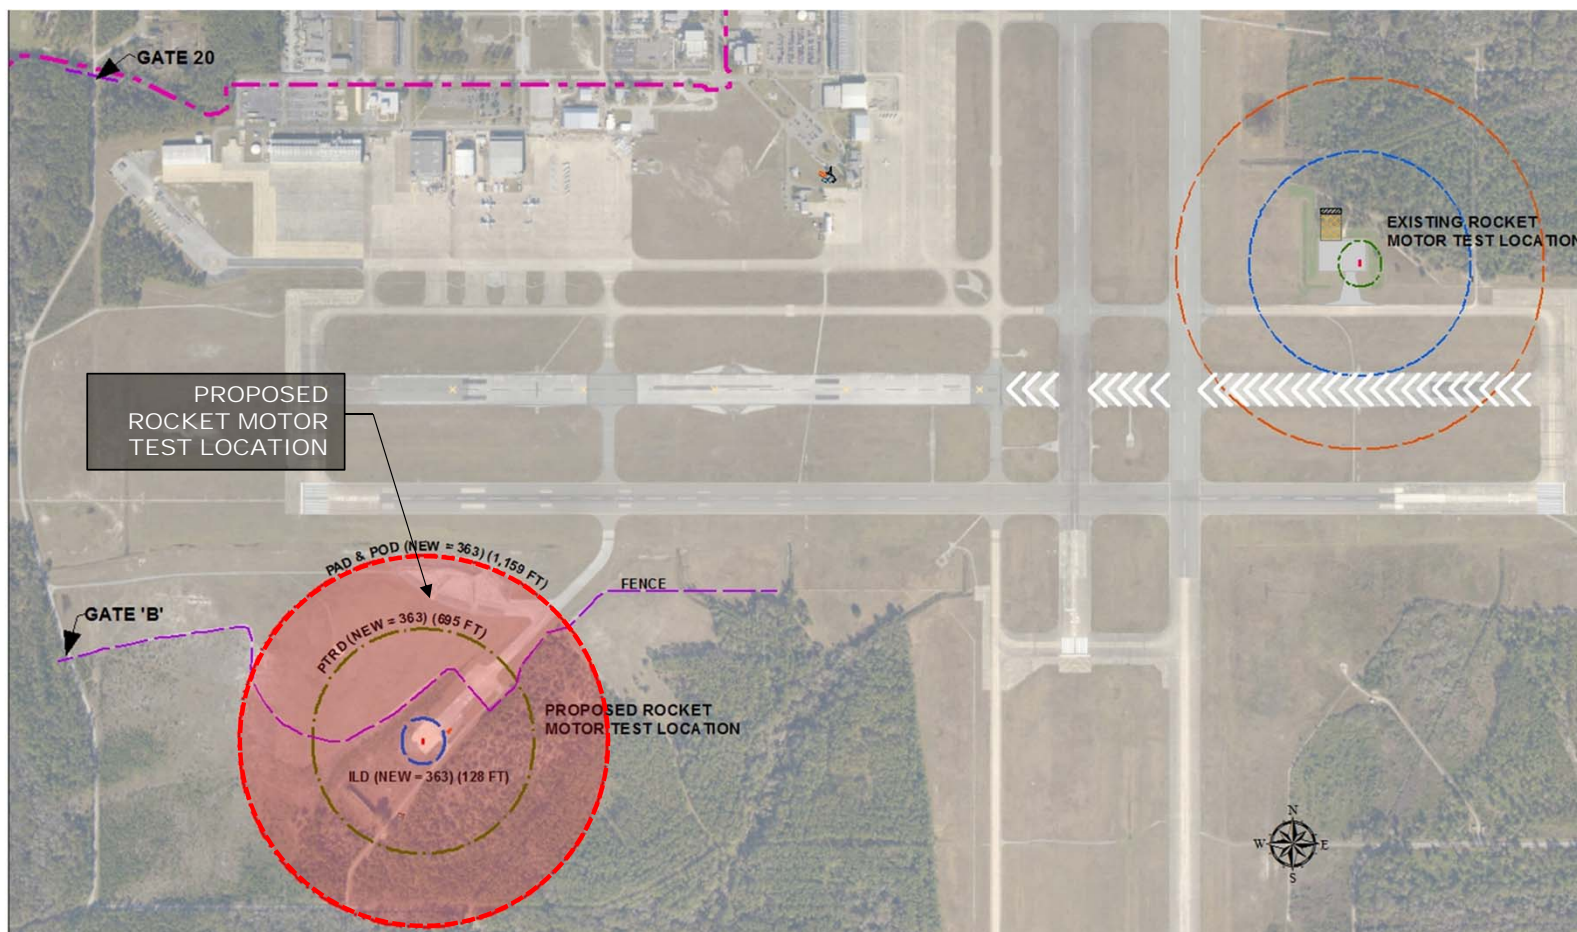 GATE 20
EXISTING ROCKET
MOTOR TEST LOCATION
PROPOSED
ROCKET MOTOR
TEST LOCATION
PAD & POD (NEW = 363) (1,159 FT)
FENCE
GATE 'B'
PTRD (NEW = 363) (695 FT)
PROPOSED ROCKET
MOTOR TEST LOCATION
ILD (NEW = 363) (128 FT)
N
W E
S